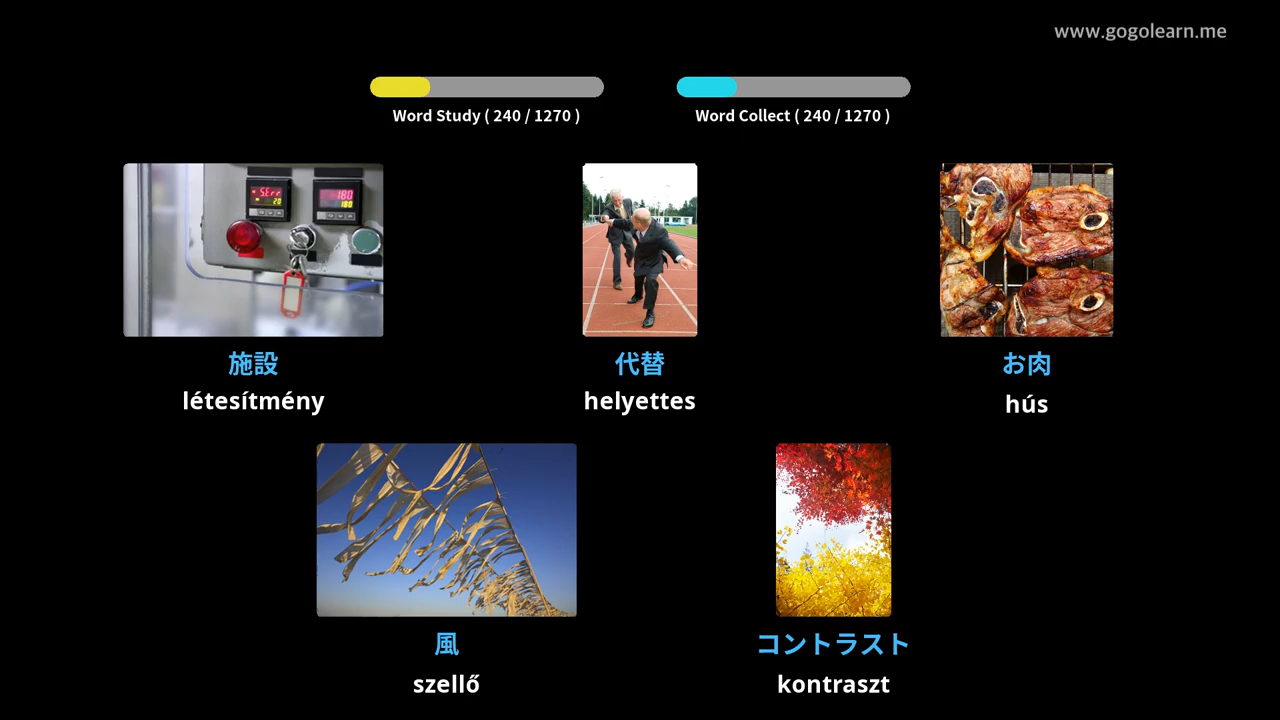 www.gogolearn.me
Word Study ( 240 / 1270 )
Word Collect ( 240 / 1270 )
施設
létesítmény
代替
helyettes
お肉
hús
風
szellő
コントラスト
kontraszt